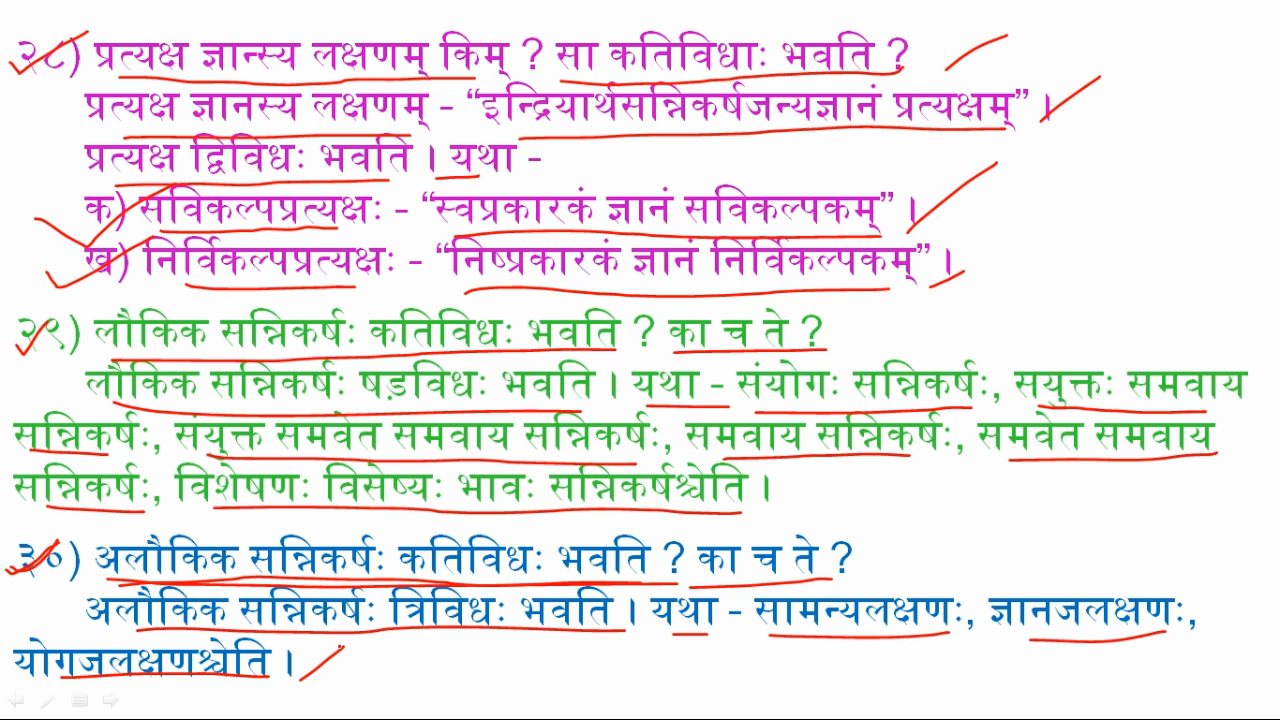 २८) प्रत्यक्ष ज्ञान्स्य लक्षणम् किम् ? सा कतिविधाः भवति ?
प्रत्यक्ष ज्ञानस्य लक्षणम् - “इन्द्रियार्थसन्निकर्षजन्यज्ञानं प्रत्यक्षम्” ।
प्रत्यक्ष द्विविधः भवति । यथा -
क) सविकल्पप्रत्यक्षः - “स्वप्रकारकं ज्ञानं सविकल्पकम्” ।
ख) निर्विकल्पप्रत्यक्षः - “निष्प्रकारकं ज्ञानं निर्विकल्पकम्” ।
२९) लौकिक सन्निकर्षः कतिविधः भवति ? का च ते ?
लौकिक सन्निकर्षः षड़विधः भवति । यथा - संयोगः सन्निकर्षः, सयुक्तः समवाय
सन्निकर्षः, संयुक्त समवेत समवाय सन्निकर्षः, समवाय सन्निकर्षः, समवेत समवाय
सन्निकर्षः, विशेषणः विसेष्यः भावः सन्निकर्षश्चेति ।
३०) अलौकिक सन्निकर्षः कतिविधः भवति ? का च ते ?
अलौकिक सन्निकर्षः त्रिविधः भवति । यथा - सामन्यलक्षणः, ज्ञानजलक्षणः,
योगजलक्षणश्चेति ।